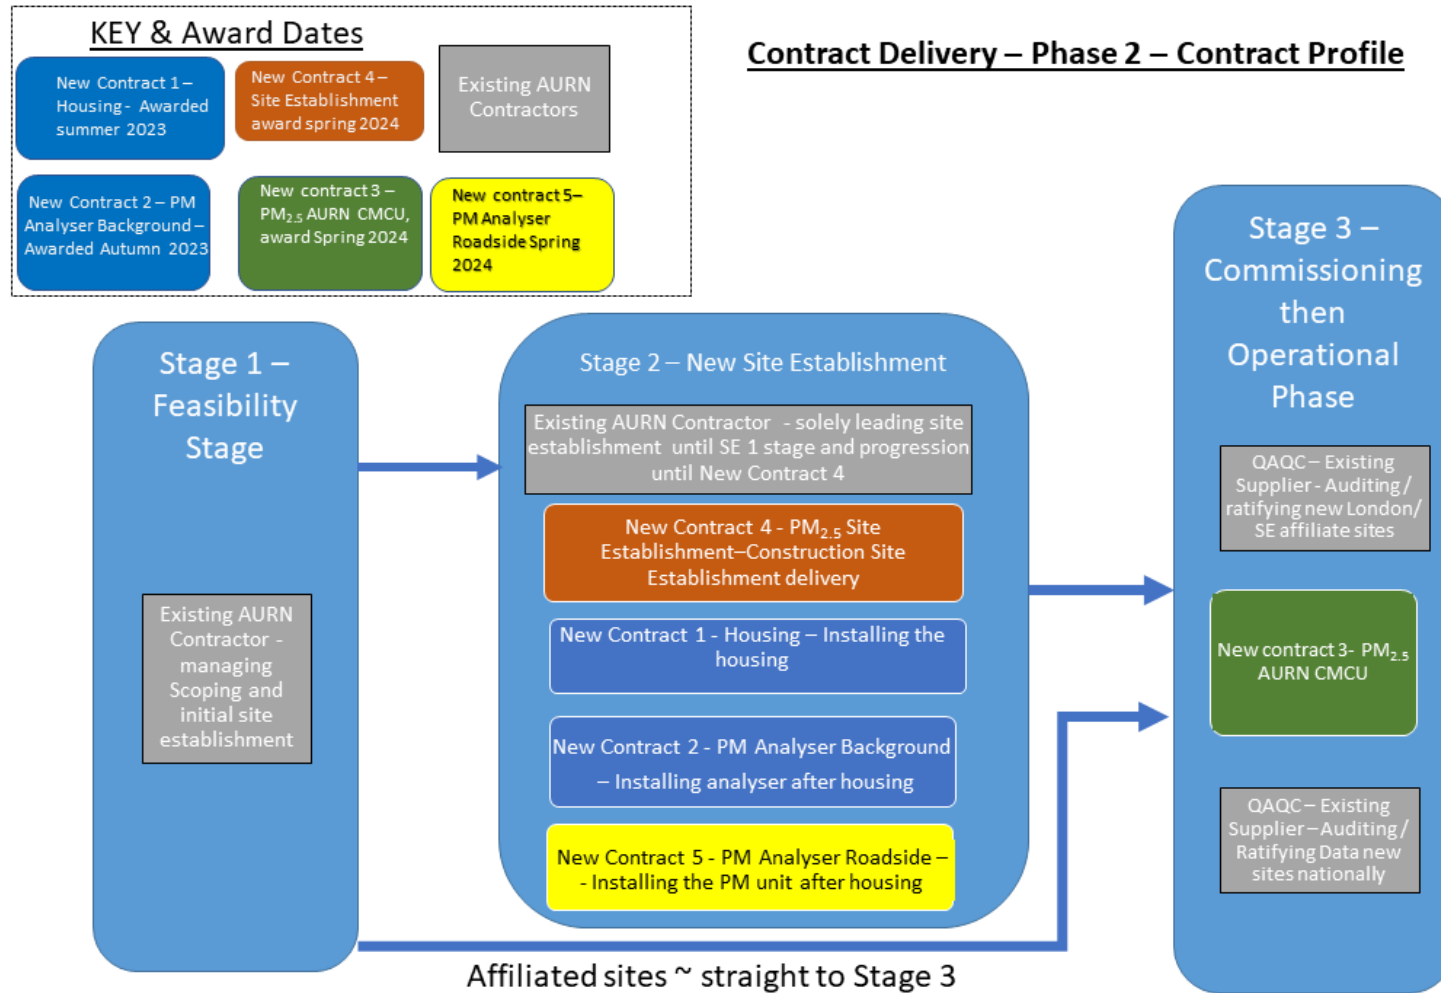 KEY & Award Dates
New Contract 1 –
Housing - Awarded
summer 2023
New Contract 4 –
Site Establishment
award spring 2024
Existing AURN
Contractors
New Contract 2 – PM
Analyser Background –
Awarded Autumn 2023
New contract 3 –
PM2.5 AURN CMCU,
award Spring 2024
New contract 5–
PM Analyser
Roadside Spring
2024
Contract Delivery – Phase 2 – Contract Profile
Stage 1 –
Feasibility
Stage
Existing AURN
Contractor -
managing
Scoping and
initial site
establishment
Stage 2 – New Site Establishment
Existing AURN Contractor - solely leading site
establishment until SE 1 stage and progression
until New Contract 4
New Contract 4 - PM2.5 Site
Establishment–Construction Site
Establishment delivery
New Contract 1 - Housing – Installing the
housing
New Contract 2 - PM Analyser Background
– Installing analyser after housing
New Contract 5 - PM Analyser Roadside –
- Installing the PM unit after housing
Stage 3 –
Commissioning
then
Operational
Phase
QAQC – Existing
Supplier - Auditing /
ratifying new London/
SE affiliate sites
New contract 3- PM2.5
AURN CMCU
QAQC – Existing
Supplier – Auditing /
Ratifying Data new
sites nationally
Affiliated sites ~ straight to Stage 3